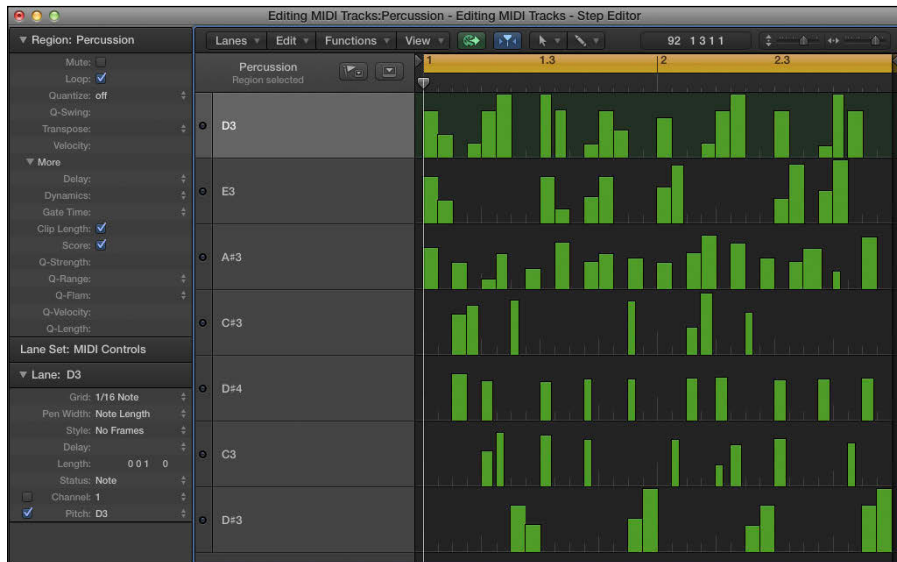 Editing MIDI Tracks:Percussion - Editing MIDI Tracks - Step Editor
Region: Percussion
Mute:
Loop:
Quantize: off
Q-Swing:
Transpose:
Velocity:
More
Delay:
Dynamics:
Gate Time:
Clip Length:
Score:
Q-Strength:
Q-Range:
Q-Flam:
Q-Velocity:
Q-Length:
Lane Set: MIDI Controls
Lane: D3
Grid: 1/16 Note
Pen Width: Note Length
Style: No Frames
Delay:
Length: 0 0 1 0
Status: Note
Channel: 1
Pitch: D3
Lanes Edit Functions View 92 1 3 1 1
Percussion
Region selected
1 1.3 2 2.3
D3
E3
A♯3
C♯3
D♯4
C3
D♯3